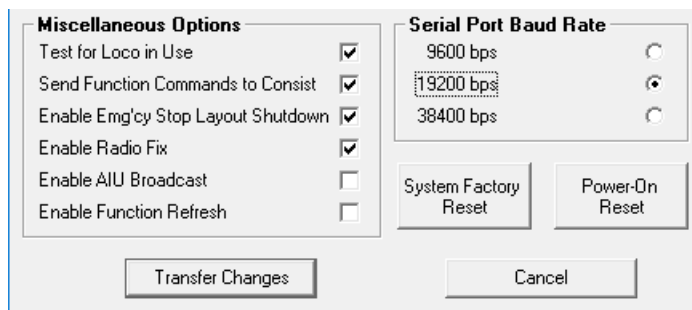 Miscellaneous Options
Test for Loco in Use
Send Function Commands to Consist
Enable Emg'cy Stop Layout Shutdown
Enable Radio Fix
Enable AIU Broadcast
Enable Function Refresh
Serial Port Baud Rate
9600 bps
19200 bps
38400 bps
System Factory
Reset
Power-On
Reset
Transfer Changes
Cancel